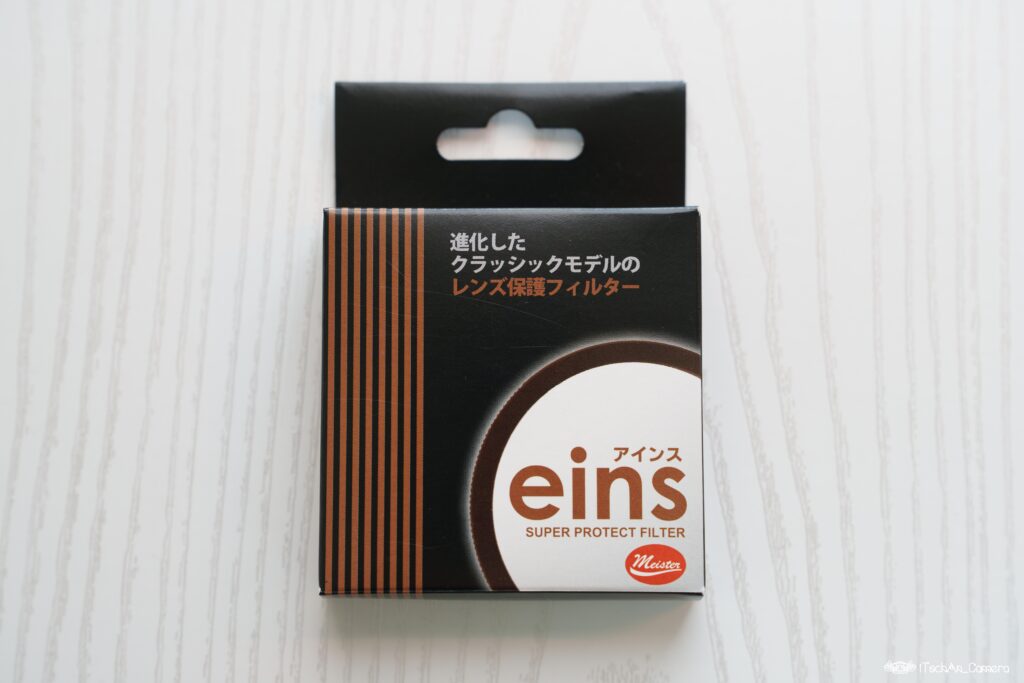 進化した
クラッシックモデルの
レンズ保護フィルター
アインス
eins
SUPER PROTECT FILTER
Meister
ITschAn_Camera